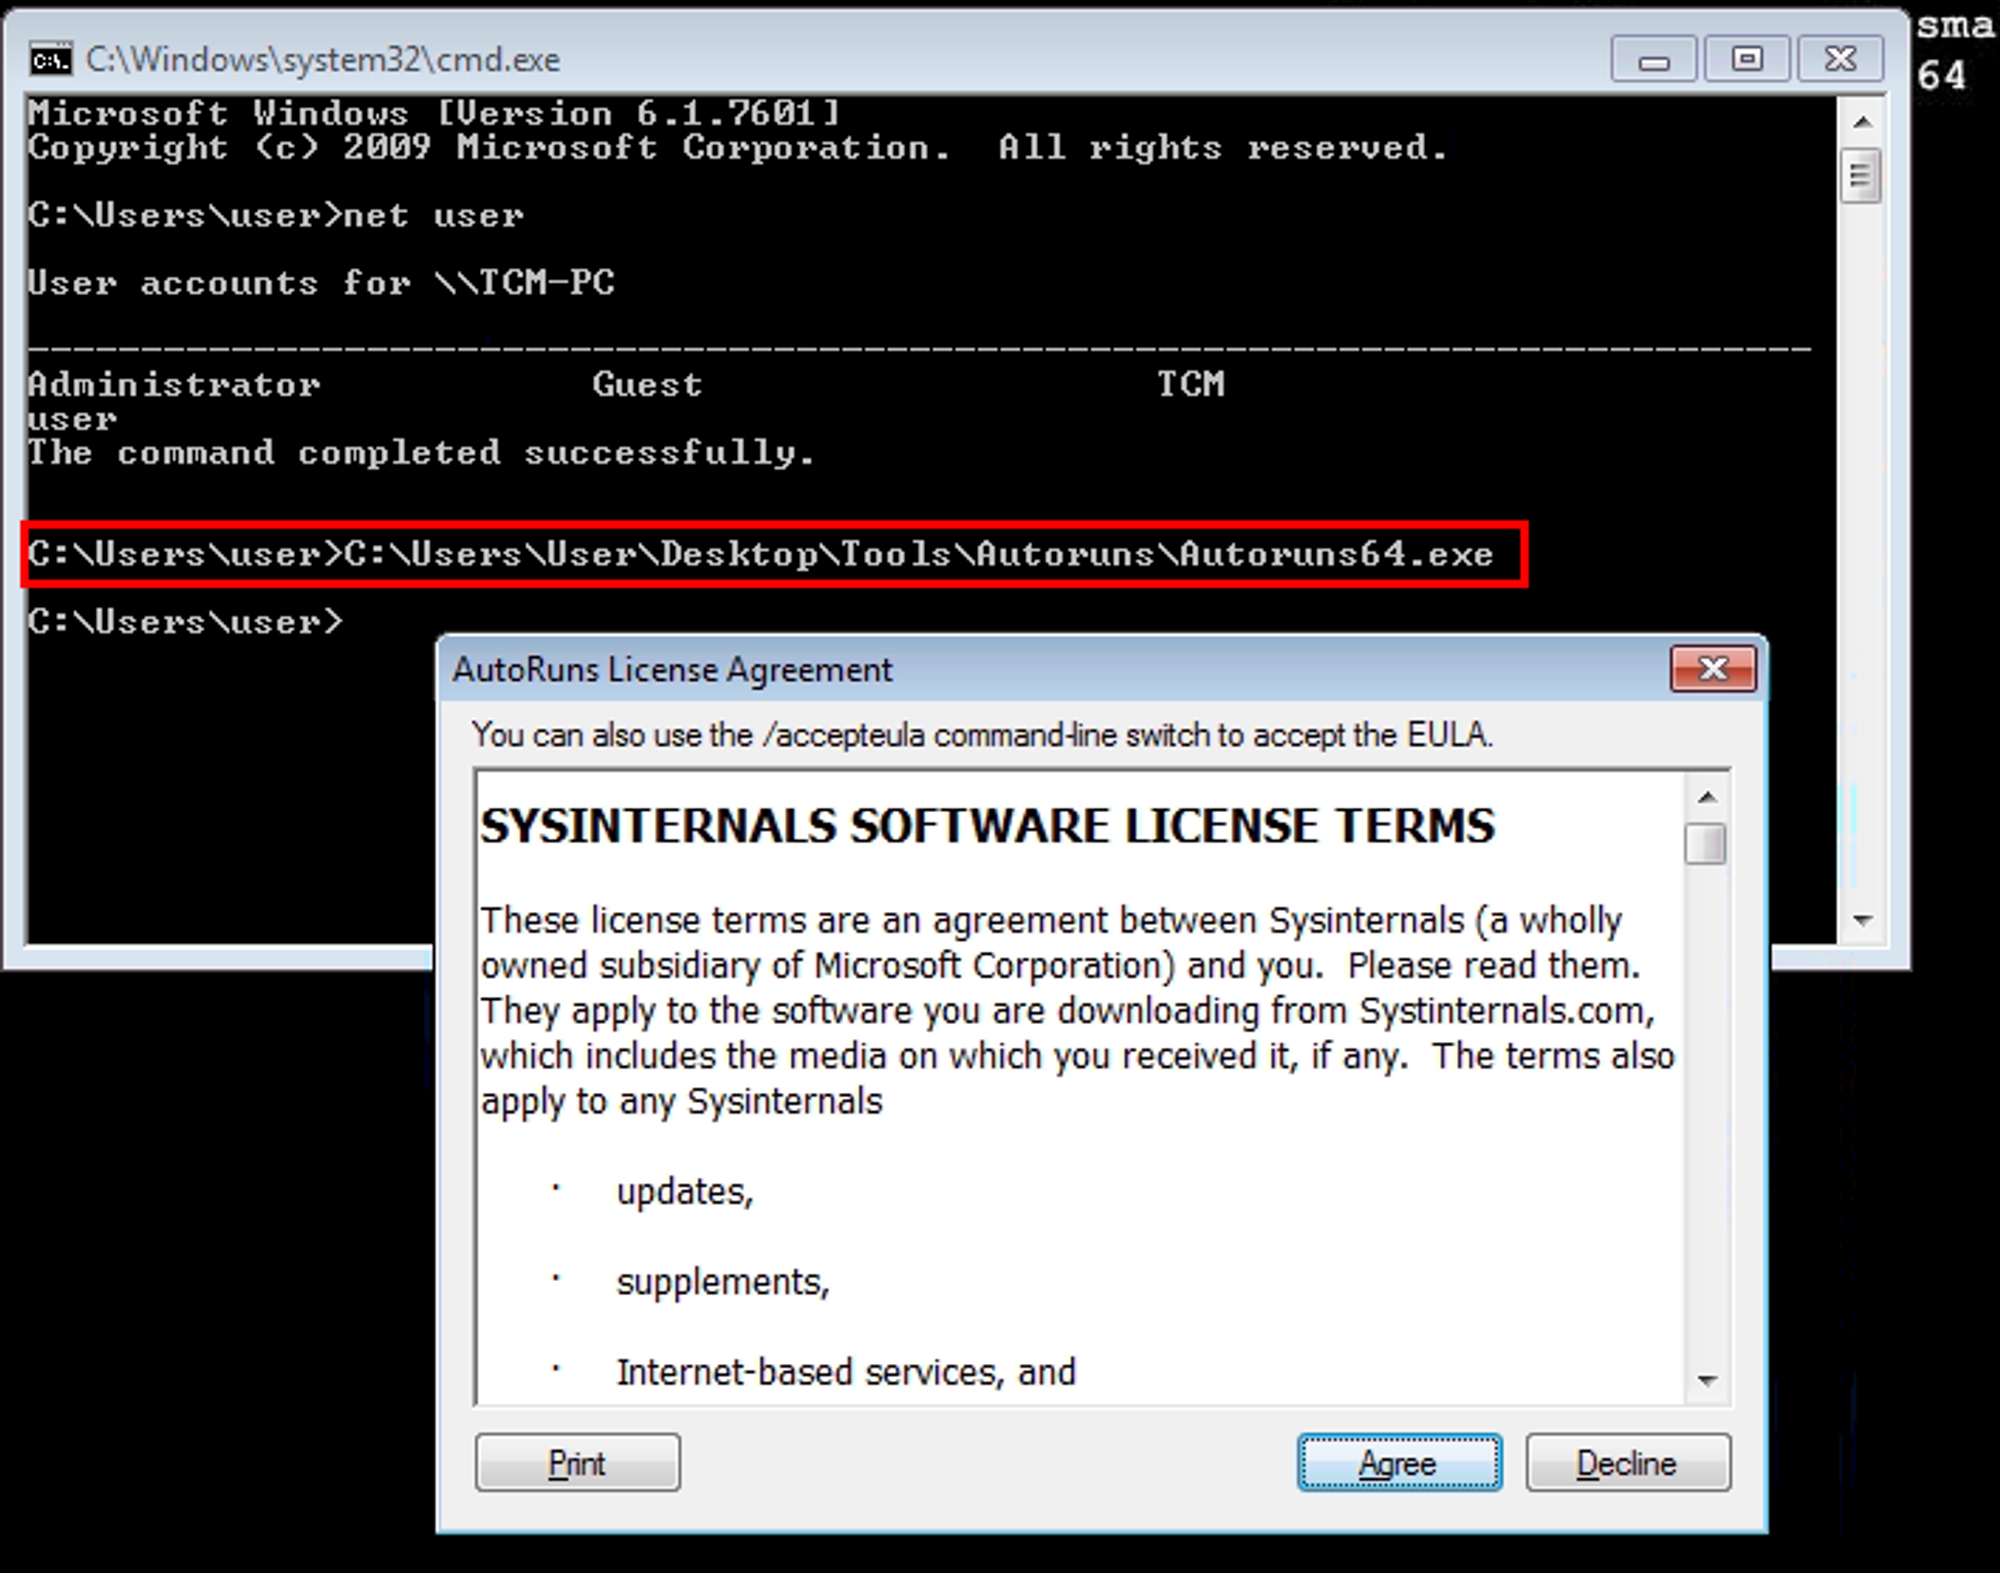 sma
64
C:\Windows\system32\cmd.exe
Microsoft Windows [Version 6.1.7601]
Copyright (c) 2009 Microsoft Corporation.  All rights reserved.
C:\Users\user>net user
User accounts for \\TCM-PC
-------------------------------------------------------------------------------
Administrator            Guest                    TCM
user
The command completed successfully.
C:\Users\user>C:\Users\User\Desktop\Tools\Autoruns\Autoruns64.exe
C:\Users\user>
AutoRuns License Agreement
You can also use the /accepteula command-line switch to accept the EULA.
SYSINTERNALS SOFTWARE LICENSE TERMS
These license terms are an agreement between Sysinternals (a wholly
owned subsidiary of Microsoft Corporation) and you.  Please read them.
They apply to the software you are downloading from Systinternals.com,
which includes the media on which you received it, if any.  The terms also
apply to any Sysinternals
· updates,
· supplements,
· Internet-based services, and
Print Agree Decline